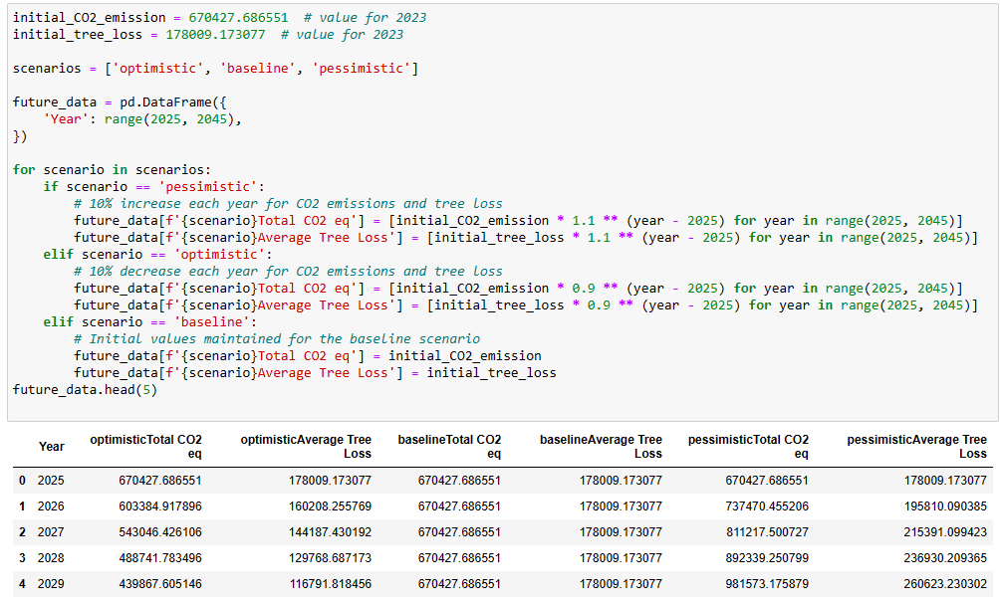 initial_CO2_emission = 670427.686551  # value for 2023
initial_tree_loss = 178009.173077  # value for 2023

scenarios = ['optimistic', 'baseline', 'pessimistic']

future_data = pd.DataFrame({
    'Year': range(2025, 2045),
})

for scenario in scenarios:
    if scenario == 'pessimistic':
        # 10% increase each year for CO2 emissions and tree loss
        future_data[f'{scenario}Total CO2 eq'] = [initial_CO2_emission * 1.1 ** (year - 2025) for year in range(2025, 2045)]
        future_data[f'{scenario}Average Tree Loss'] = [initial_tree_loss * 1.1 ** (year - 2025) for year in range(2025, 2045)]
    elif scenario == 'optimistic':
        # 10% decrease each year for CO2 emissions and tree loss
        future_data[f'{scenario}Total CO2 eq'] = [initial_CO2_emission * 0.9 ** (year - 2025) for year in range(2025, 2045)]
        future_data[f'{scenario}Average Tree Loss'] = [initial_tree_loss * 0.9 ** (year - 2025) for year in range(2025, 2045)]
    elif scenario == 'baseline':
        # Initial values maintained for the baseline scenario
        future_data[f'{scenario}Total CO2 eq'] = initial_CO2_emission
        future_data[f'{scenario}Average Tree Loss'] = initial_tree_loss
future_data.head(5)

Year optimisticTotal CO2 eq optimisticAverage Tree Loss baselineTotal CO2 eq baselineAverage Tree Loss pessimisticTotal CO2 eq pessimisticAverage Tree Loss
0 2025 670427.686551 178009.173077 670427.686551 178009.173077 670427.686551 178009.173077
1 2026 603384.917896 160208.255769 670427.686551 178009.173077 737470.455206 195810.090385
2 2027 543046.426106 144187.430192 670427.686551 178009.173077 811217.500727 215391.099423
3 2028 488741.783496 129768.687173 670427.686551 178009.173077 892339.250799 236930.209365
4 2029 439867.605146 116791.818456 670427.686551 178009.173077 981573.175879 260623.230302